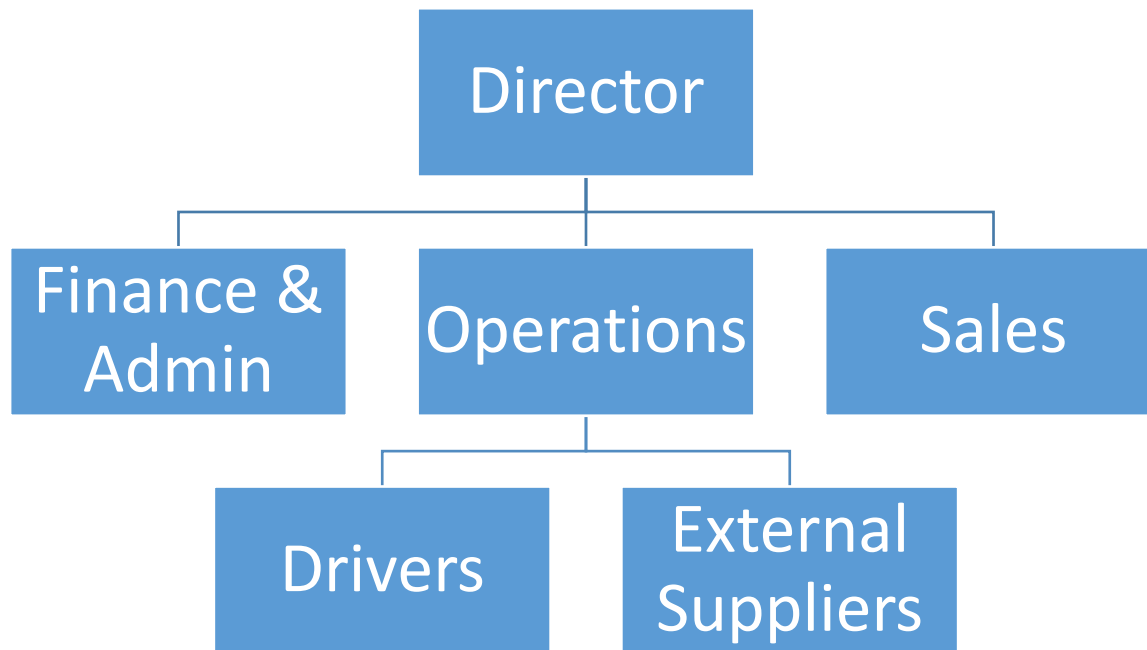 Director
Finance &
Admin
Operations
Sales
Drivers
External
Suppliers